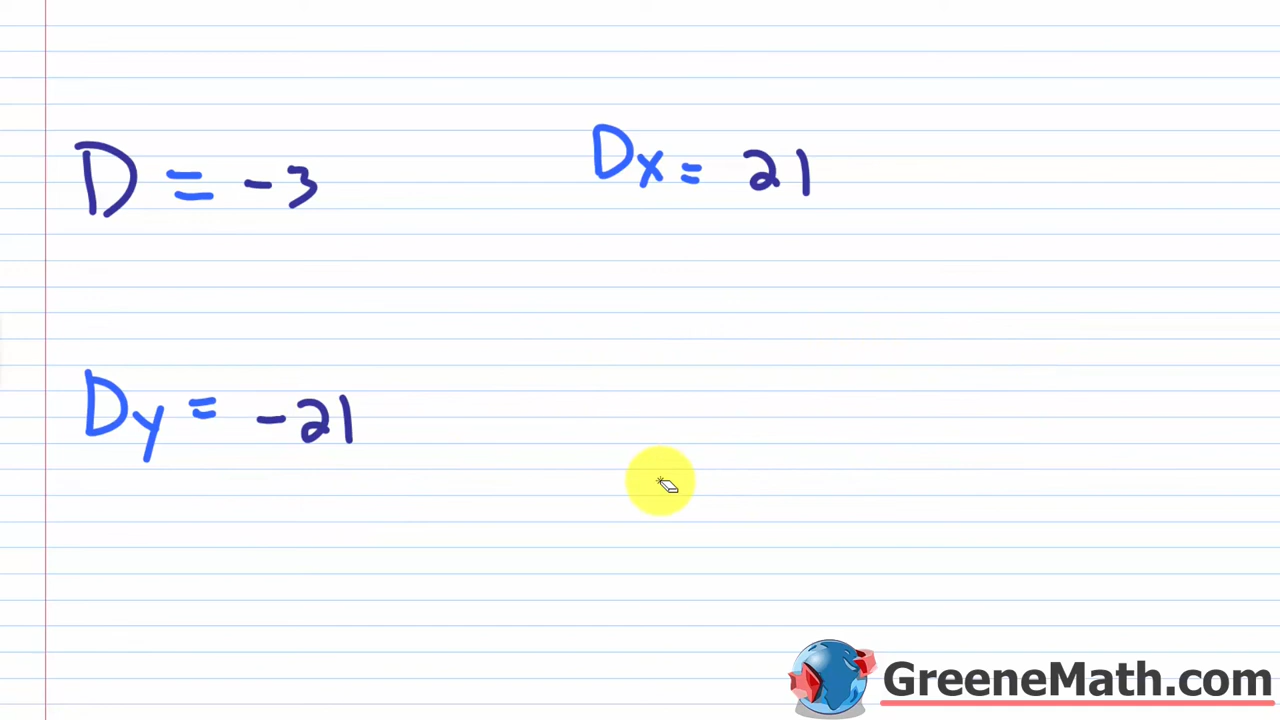 D = -3
Dx = 21
Dy = -21
GreeneMath.com